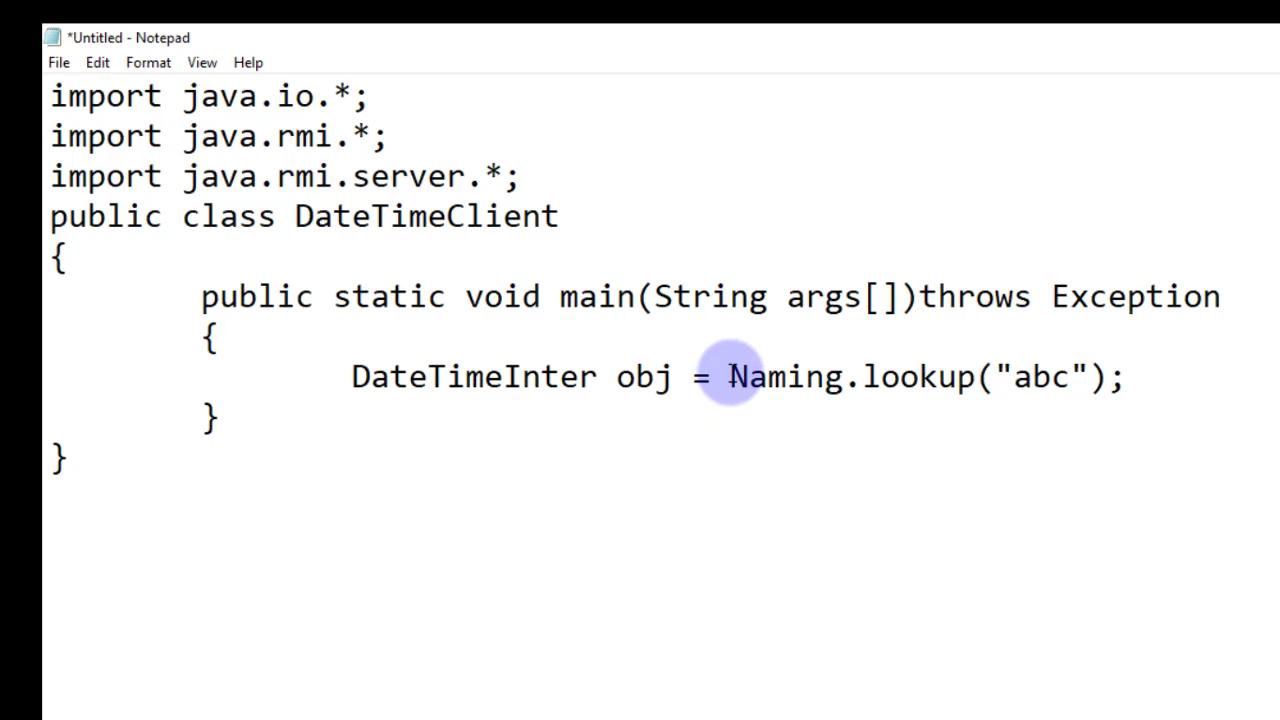 *Untitled - Notepad
File Edit Format View Help
import java.io.*;
import java.rmi.*;
import java.rmi.server.*;
public class DateTimeClient
{
public static void main(String args[])throws Exception
{
DateTimeInter obj = Naming.lookup("abc");
}
}